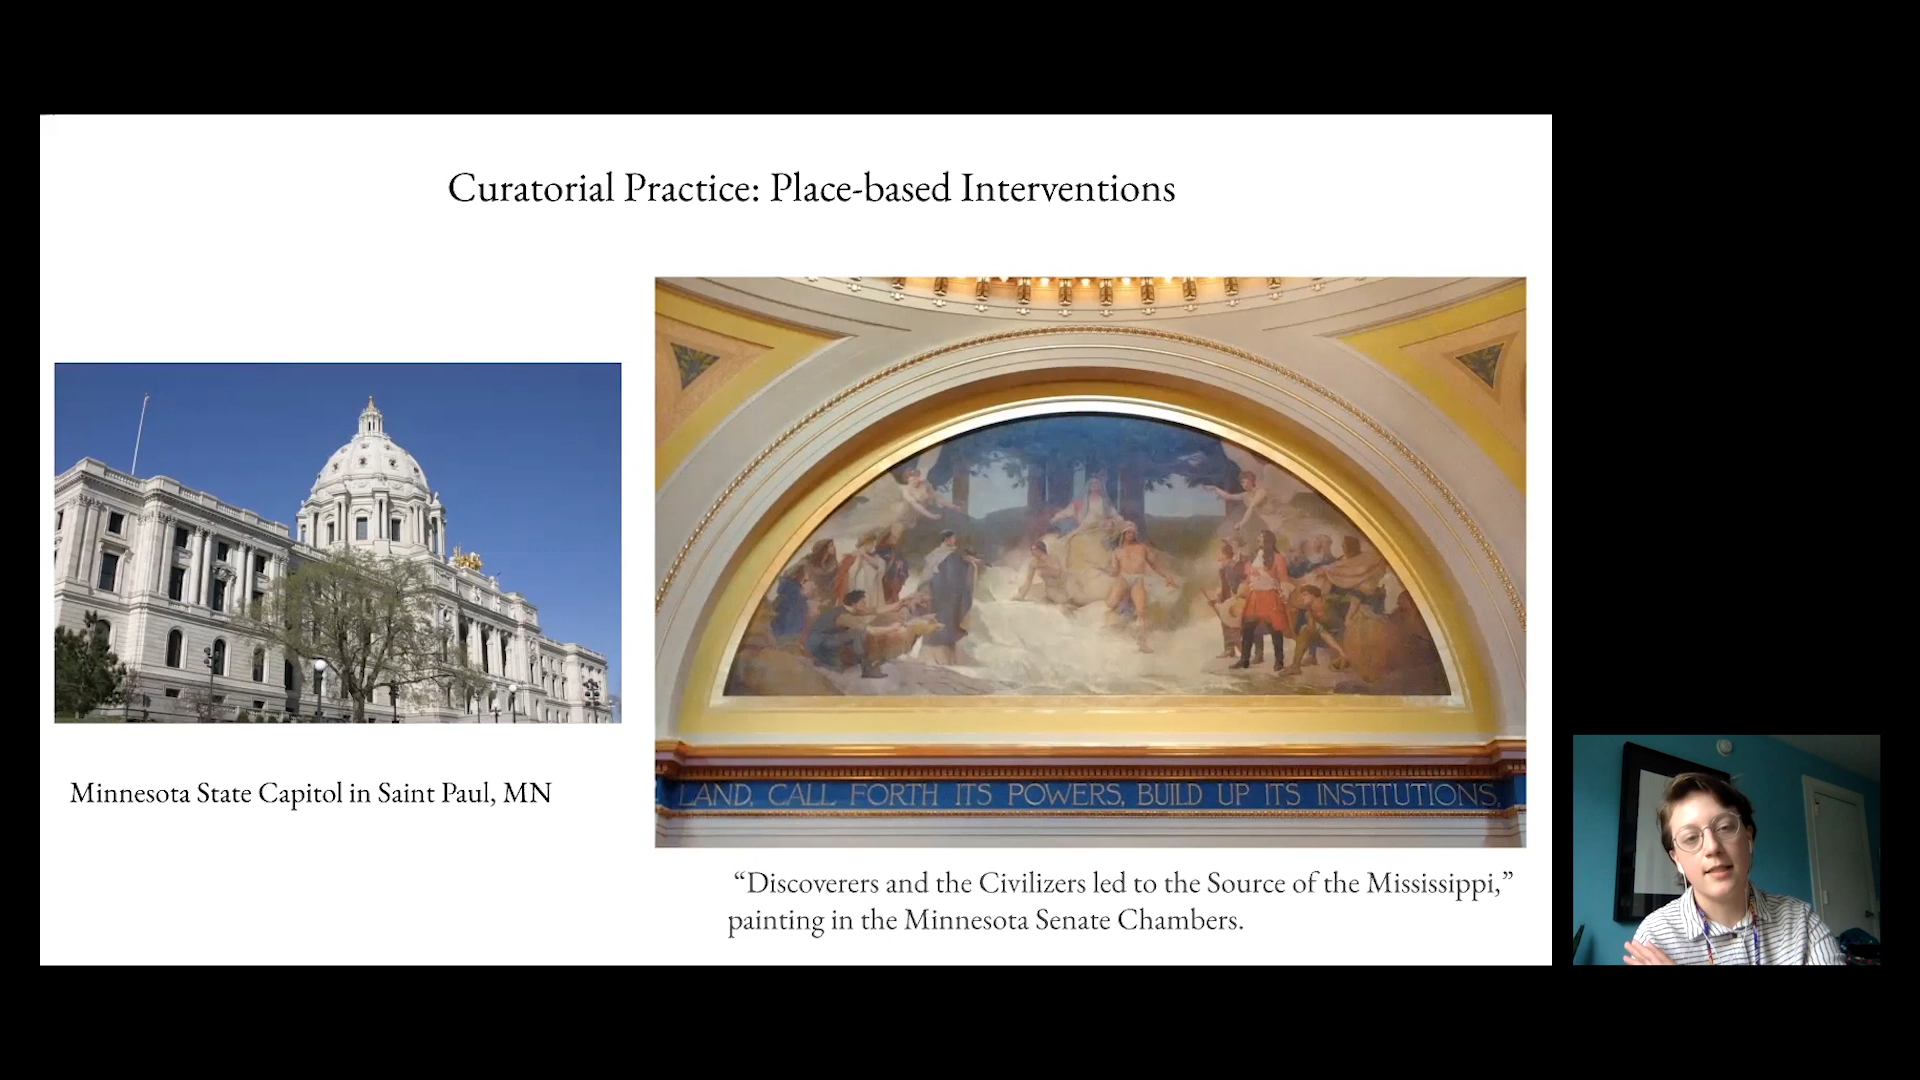 Curatorial Practice: Place-based Interventions
Minnesota State Capitol in Saint Paul, MN
LAND, CALL FORTH ITS POWERS, BUILD UP ITS INSTITUTIONS,
“Discoverers and the Civilizers led to the Source of the Mississippi,”
painting in the Minnesota Senate Chambers.